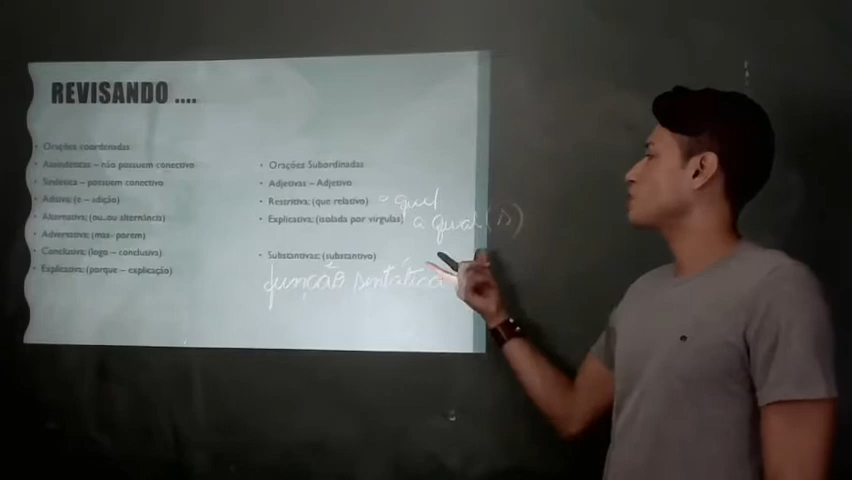 REVISANDO ....
Orações coordenadas
• Assindéticas – não possuem conectivo
• Sindética – possuem conectivo
• Aditiva: (e – adição)
• Alternativa: (ou..ou alternância)
• Adversativa: (mas- porem)
• Conclusiva: (logo – conclusiva)
• Explicativa: (porque – explicação)
• Orações Subordinadas
• Adjetivas – Adjetivo
• Restritiva: (que relativo) o qual
• Explicativa: (isolada por vírgulas) a qual(s)
• Substantivas: (substantivo)
função sintática